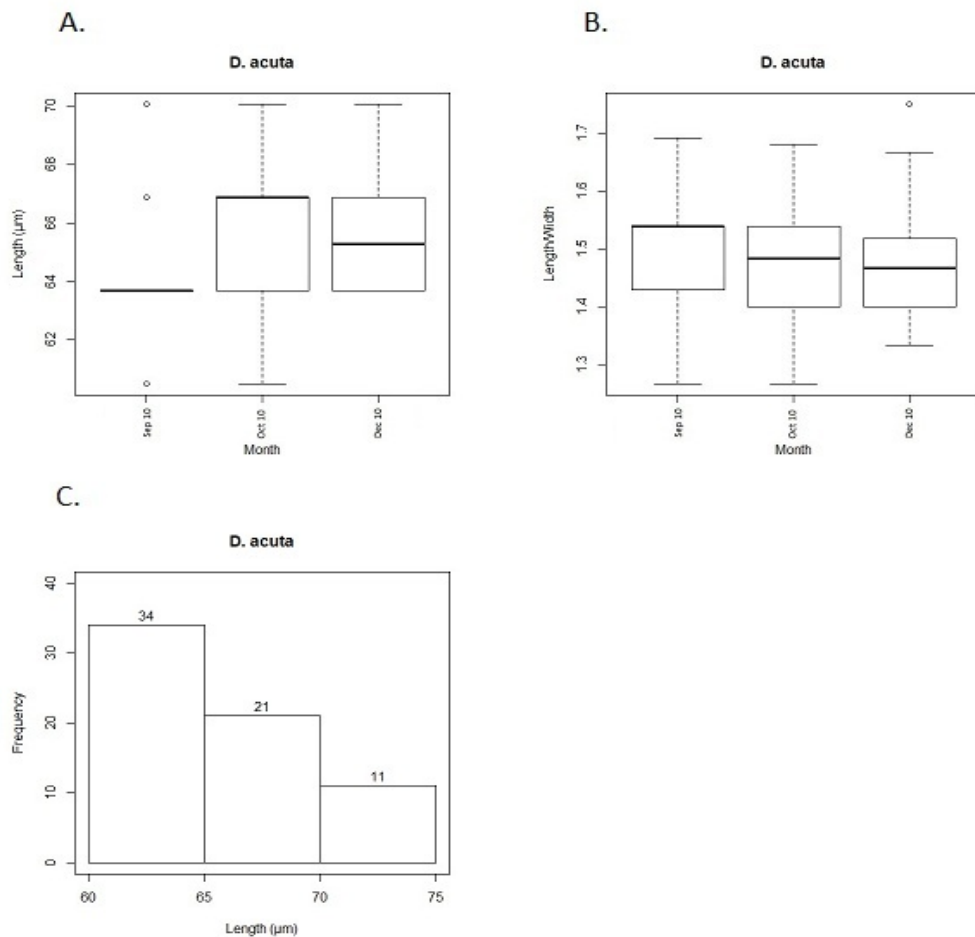 A.
D. acuta
Length (µm)
70
68
66
64
62
Sep 10
Oct 10
Dec 10
Month
B.
D. acuta
Length/Width
1.7
1.6
1.5
1.4
1.3
Sep 10
Oct 10
Dec 10
Month
C.
D. acuta
Frequency
40
30
20
10
0
34
21
11
60
65
70
75
Length (µm)